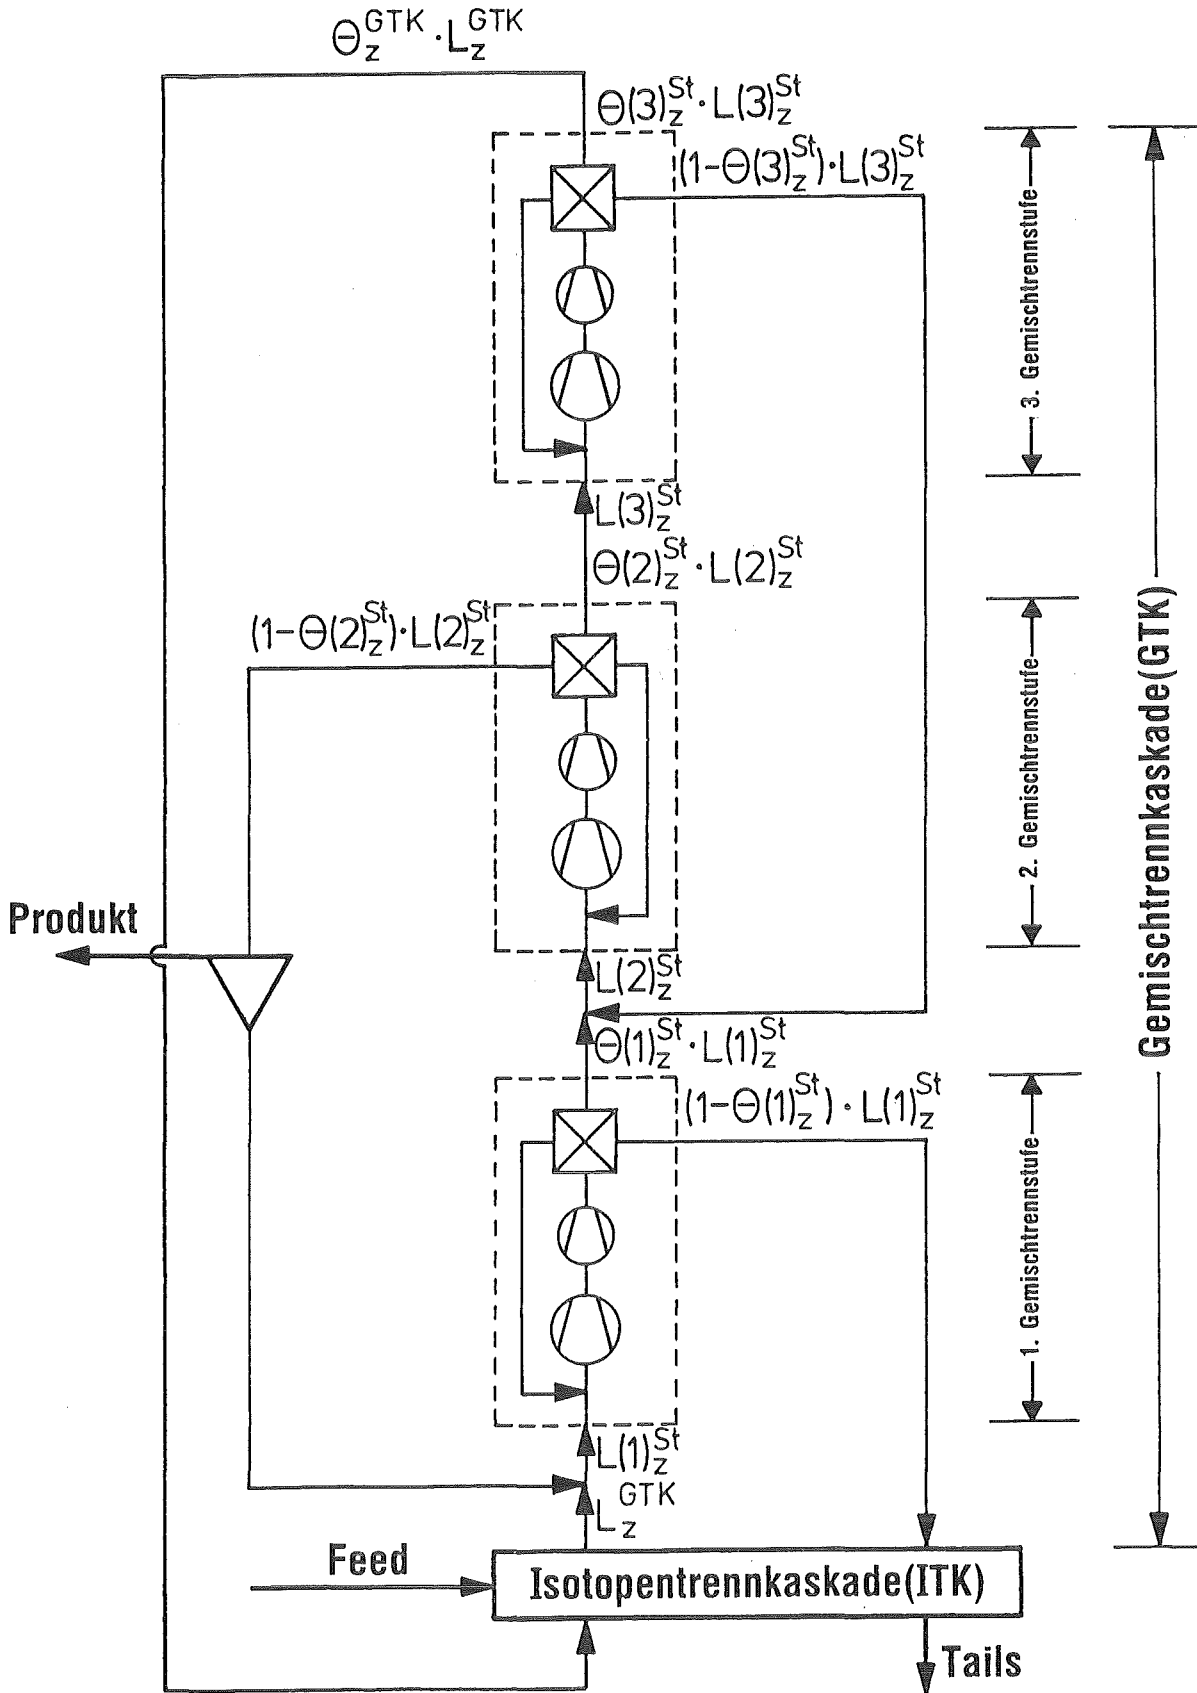 Θ_z^GTK · L_z^GTK
Θ(3)_z^St · L(3)_z^St
(1-Θ(3)_z^St) · L(3)_z^St
3. Gemischtrennstufe
L(3)_z^St
Θ(2)_z^St · L(2)_z^St
(1-Θ(2)_z^St) · L(2)_z^St
2. Gemischtrennstufe
Gemischtrennkaskade(GTK)
Produkt
L(2)_z^St
Θ(1)_z^St · L(1)_z^St
(1-Θ(1)_z^St) · L(1)_z^St
1. Gemischtrennstufe
L(1)_z^St
L_z^GTK
Feed
Isotopentrennkaskade(ITK)
Tails